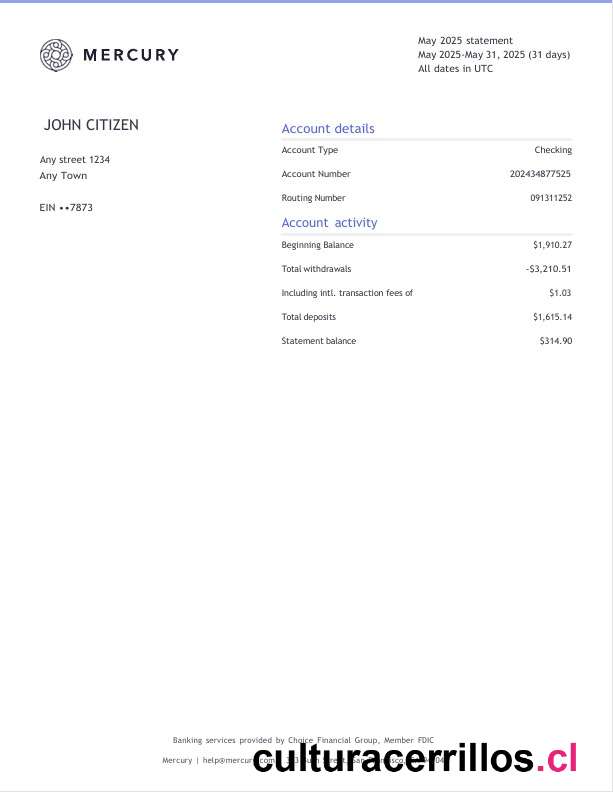 MERCURY
May 2025 statement
May 2025-May 31, 2025 (31 days)
All dates in UTC
JOHN CITIZEN
Any street 1234
Any Town
EIN ••7873
Account details
Account Type Checking
Account Number 202434877525
Routing Number 091311252
Account activity
Beginning Balance $1,910.27
Total withdrawals -$3,210.51
Including intl. transaction fees of $1.03
Total deposits $1,615.14
Statement balance $314.90
Banking services provided by Choice Financial Group, Member FDIC
Mercury | help@mercury.com
culturacerrillos.cl